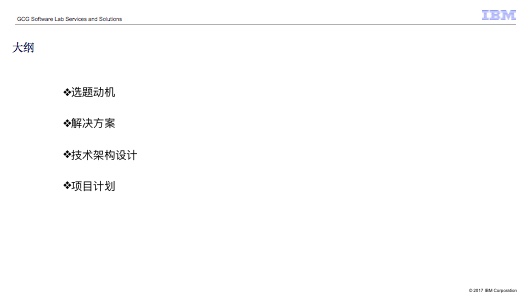 GCG Software Lab Services and Solutions
IBM
大纲
❖选题动机
❖解决方案
❖技术架构设计
❖项目计划
© 2017 IBM Corporation